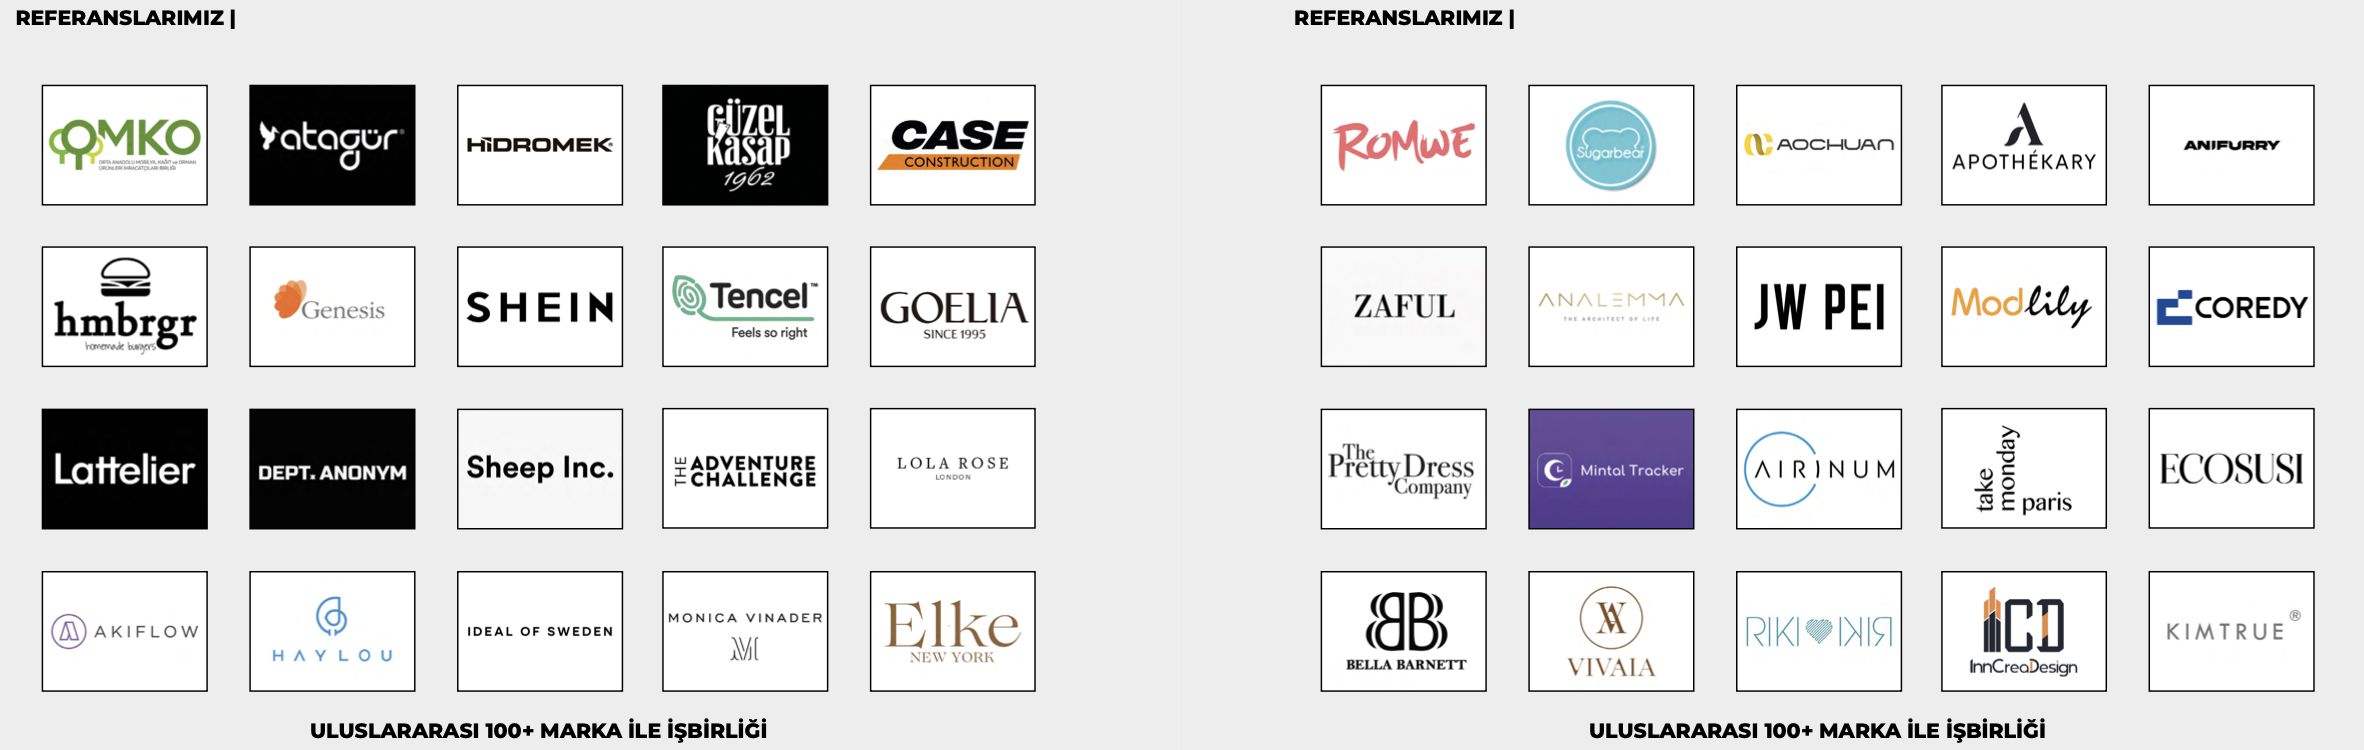 REFERANSLARIMIZ |
OMKO
ORTA ANADOLU MOBİLYA, KAĞIT ve ORMAN
ÜRÜNLERİ İHRACATÇILARI BİRLİĞİ
atagür
HiDROMEK
GÜZEL
Kasap
1962
CASE
CONSTRUCTION
hmbrgr
homemade burgers
Genesis
SHEIN
Tencel™
Feels so right
GOELIA
SINCE 1995
Lattelier
DEPT. ANONYM
Sheep Inc.
THE
ADVENTURE
CHALLENGE
LOLA ROSE
LONDON
AKIFLOW
HAYLOU
IDEAL OF SWEDEN
MONICA VINADER
M
Elke
NEW YORK
ULUSLARARASI 100+ MARKA İLE İŞBİRLİĞİ
REFERANSLARIMIZ |
ROMWE
Sugarbear
AOCHUAN
APOTHÉKARY
ANIFURRY
ZAFUL
ANALEMMA
THE ARCHITECT OF LIFE
JW PEI
Modlily
COREDY
The
Pretty Dress
Company
Mintal Tracker
AIRINUM
take
monday
paris
ECOSUSI
BB
BELLA BARNETT
VIVAIA
RIKI IKIR
ICD
InnCreaDesign
KIMTRUE®
ULUSLARARASI 100+ MARKA İLE İŞBİRLİĞİ